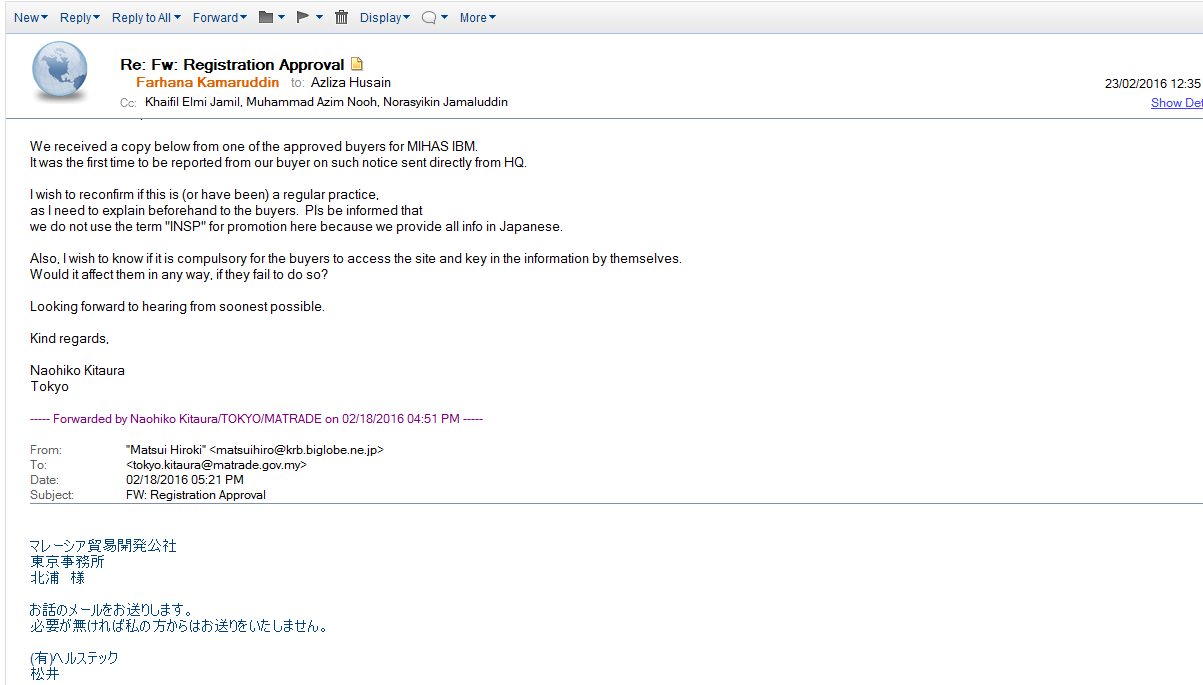 New Reply Reply to All Forward Display More
Re: Fw: Registration Approval
Farhana Kamaruddin to: Azliza Husain
23/02/2016 12:35
Cc: Khaifil Elmi Jamil, Muhammad Azim Nooh, Norasyikin Jamaluddin
Show Det
We received a copy below from one of the approved buyers for MIHAS IBM.
It was the first time to be reported from our buyer on such notice sent directly from HQ.
I wish to reconfirm if this is (or have been) a regular practice,
as I need to explain beforehand to the buyers. Pls be informed that
we do not use the term "INSP" for promotion here because we provide all info in Japanese.
Also, I wish to know if it is compulsory for the buyers to access the site and key in the information by themselves.
Would it affect them in any way, if they fail to do so?
Looking forward to hearing from soonest possible.
Kind regards,
Naohiko Kitaura
Tokyo
----- Forwarded by Naohiko Kitaura/TOKYO/MATRADE on 02/18/2016 04:51 PM -----
From: "Matsui Hiroki" <matsuihiro@krb.biglobe.ne.jp>
To: <tokyo.kitaura@matrade.gov.my>
Date: 02/18/2016 05:21 PM
Subject: FW: Registration Approval
マレーシア貿易開発公社
東京事務所
北浦 様
お話のメールをお送りします。
必要が無ければ私の方からはお送りをいたしません。
(有)ヘルステック
松井